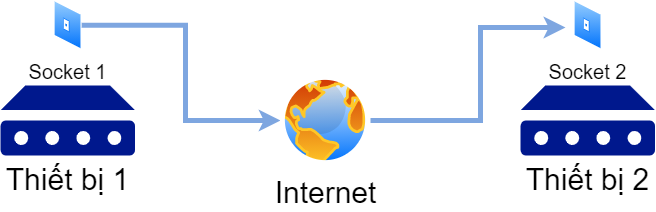 Socket 1
Socket 2
Thiết bị 1
Internet
Thiết bị 2